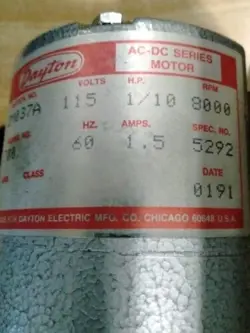 Dayton
AC-DC SERIES
MOTOR
VOLTS H.P. RPM
037A 115 1/10 8000
HZ. AMPS. SPEC. NO.
60 1.5 5292
CLASS DATE
0191
DAYTON ELECTRIC MFG. CO. CHICAGO 60648 U.S.A.